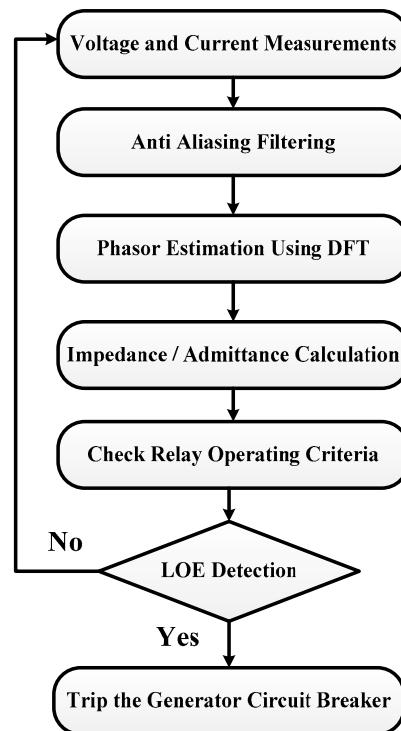 Voltage and Current Measurements
Anti Aliasing Filtering
Phasor Estimation Using DFT
Impedance / Admittance Calculation
Check Relay Operating Criteria
No
LOE Detection
Yes
Trip the Generator Circuit Breaker